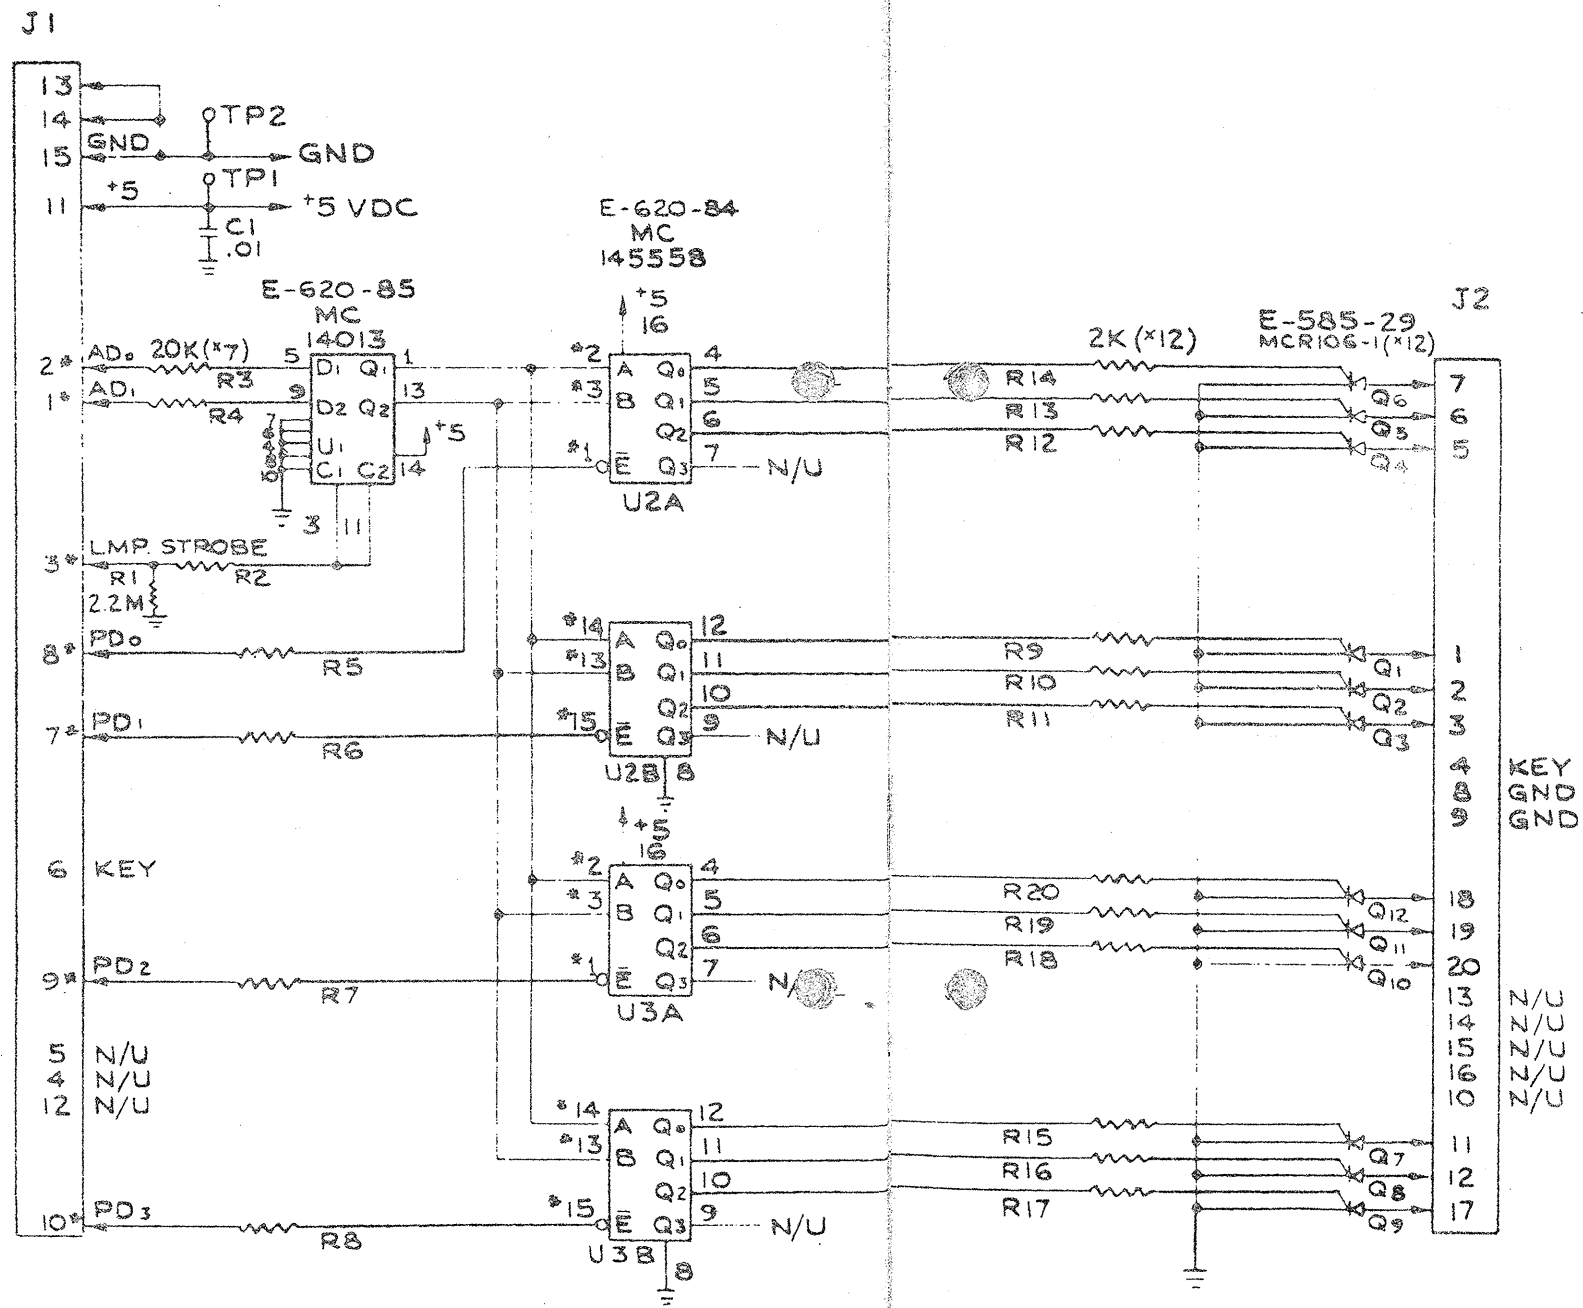 J1
13
14
GND
15
TP2
GND
TP1
+5
11
+5 VDC
C1
.01
E-620-85
MC
14013
2* AD0 20K(x7) 5 D1 Q1 1
R3
1* AD1 9 D2 Q2 13
R4
7
U1
+5
C1 C2 14
3 11
LMP. STROBE
3*
R1 R2
2.2M
PD0
8*
R5
PD1
7*
R6
6 KEY
PD2
9*
R7
5 N/U
4 N/U
12 N/U
PD3
10*
R8
E-620-84
MC
145558
+5
16
*2 A Q0 4
*3 B Q1 5
Q2 6
*1 E Q3 7 N/U
U2A
*14 A Q0 12
*13 B Q1 11
Q2 10
*15 E Q3 9 N/U
U2B 8
+5
16
*2 A Q0 4
*3 B Q1 5
Q2 6
*1 E Q3 7
U3A
*14 A Q0 12
*13 B Q1 11
Q2 10
*15 E Q3 9 N/U
U3B
8
2K(x12)
R14
R13
R12
R9
R10
R11
R20
R19
R18
R15
R16
R17
E-585-29
MCR106-1(x12)
J2
Q6 7
Q5 6
Q4 5
Q1 1
Q2 2
Q3 3
4 KEY
8 GND
9 GND
Q12 18
Q11 19
Q10 20
13 N/U
14 N/U
15 N/U
16 N/U
10 N/U
Q7 11
Q8 12
Q9 17